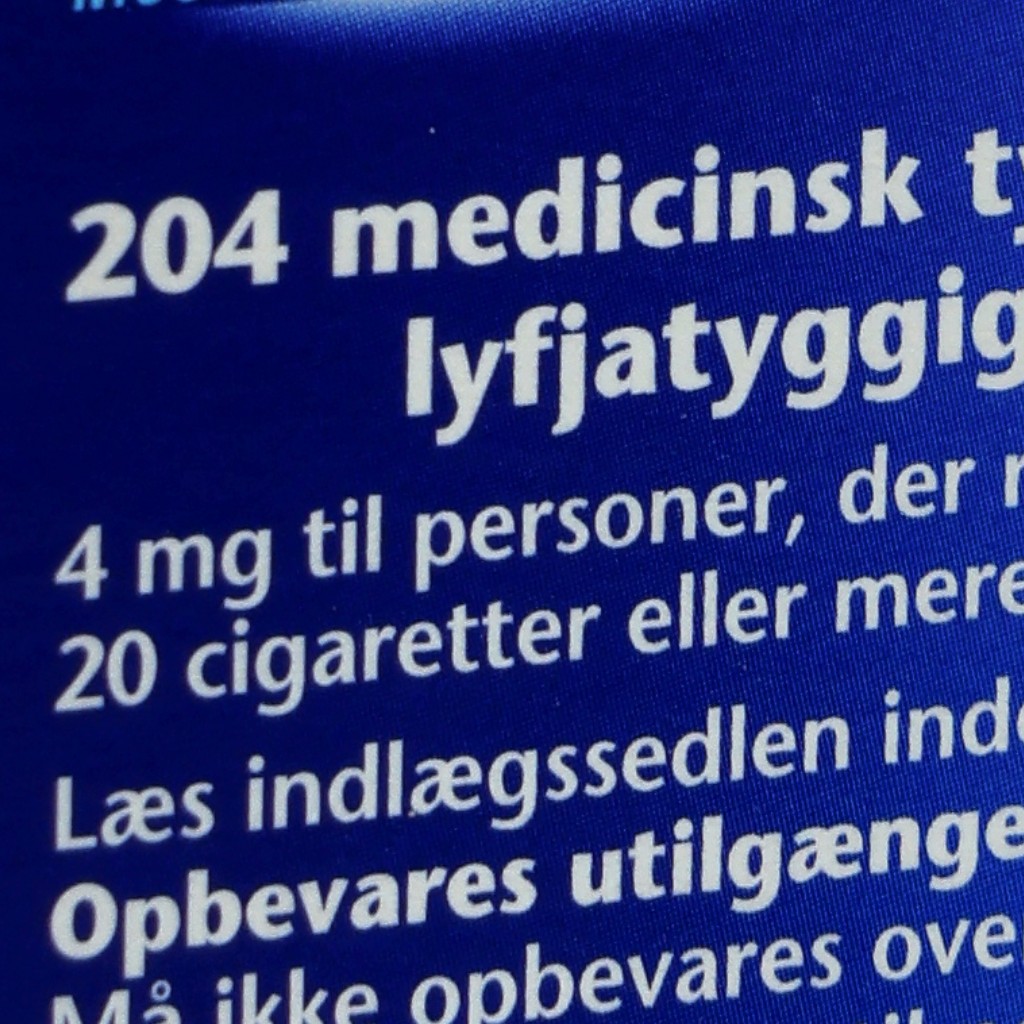 204 medicinsk
lyfjatyggig
4 mg til personer, der
20 cigaretter eller mere
Læs indlægssedlen ind
Opbevares utilgænge
Må ikke opbevares ove